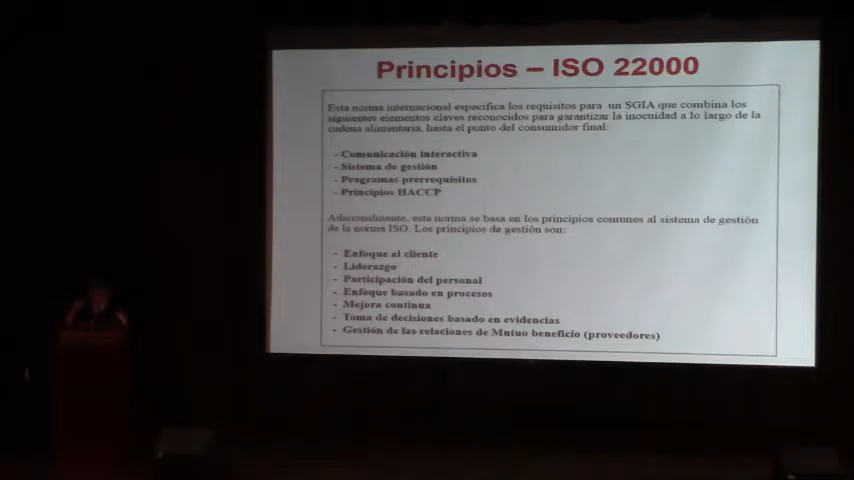 Principios – ISO 22000
Esta norma internacional especifica los requisitos para un SGIA que combina los
siguientes elementos claves reconocidos para garantizar la inocuidad a lo largo de la
cadena alimentaria, hasta el punto del consumidor final:
- Comunicación interactiva
- Sistema de gestión
- Programas prerrequisitos
- Principios HACCP
Adicionalmente, esta norma se basa en los principios comunes al sistema de gestión
de la norma ISO. Los principios de gestión son:
- Enfoque al cliente
- Liderazgo
- Participación del personal
- Enfoque basado en procesos
- Mejora continua
- Toma de decisiones basado en evidencias
- Gestión de las relaciones de Mutuo beneficio (proveedores)